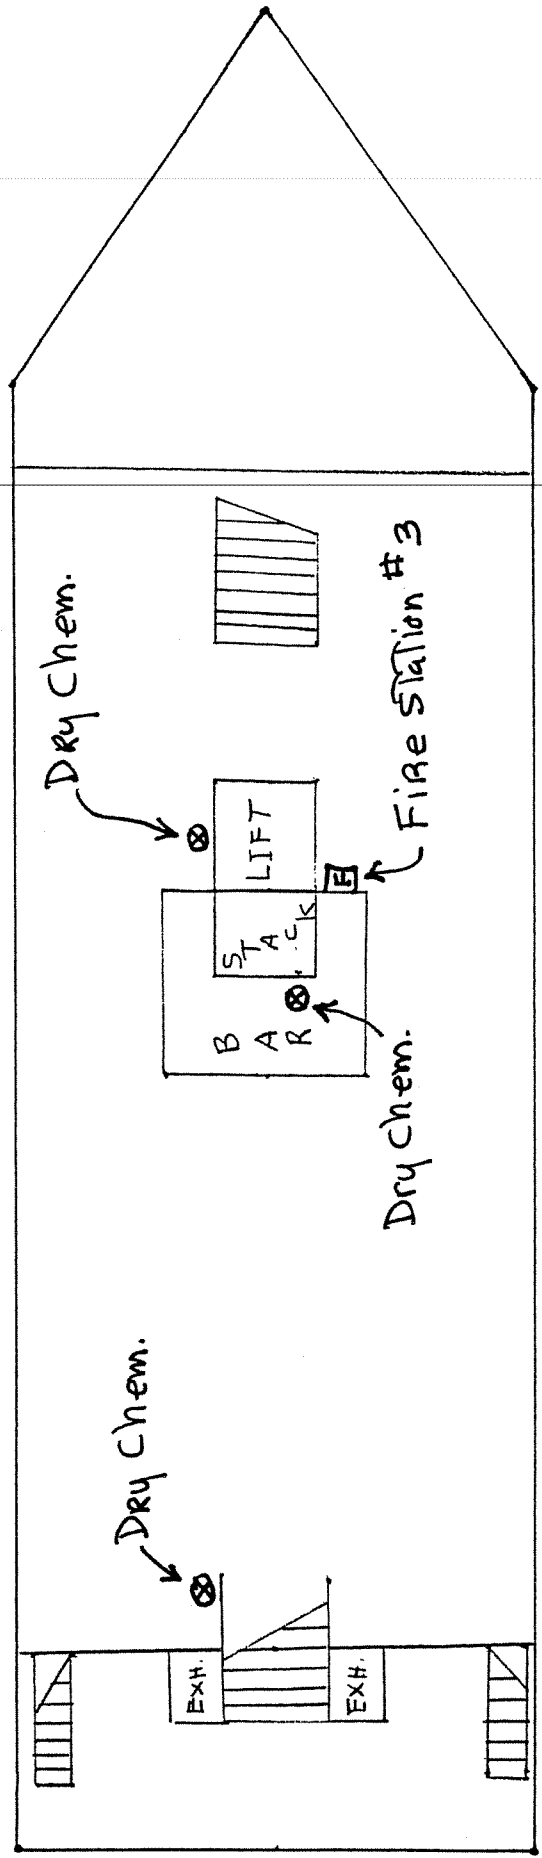 Dry Chem.
LIFT
F
Fire Station #3
STACK
BAR
Dry Chem.
Dry Chem.
EXH.
EXH.